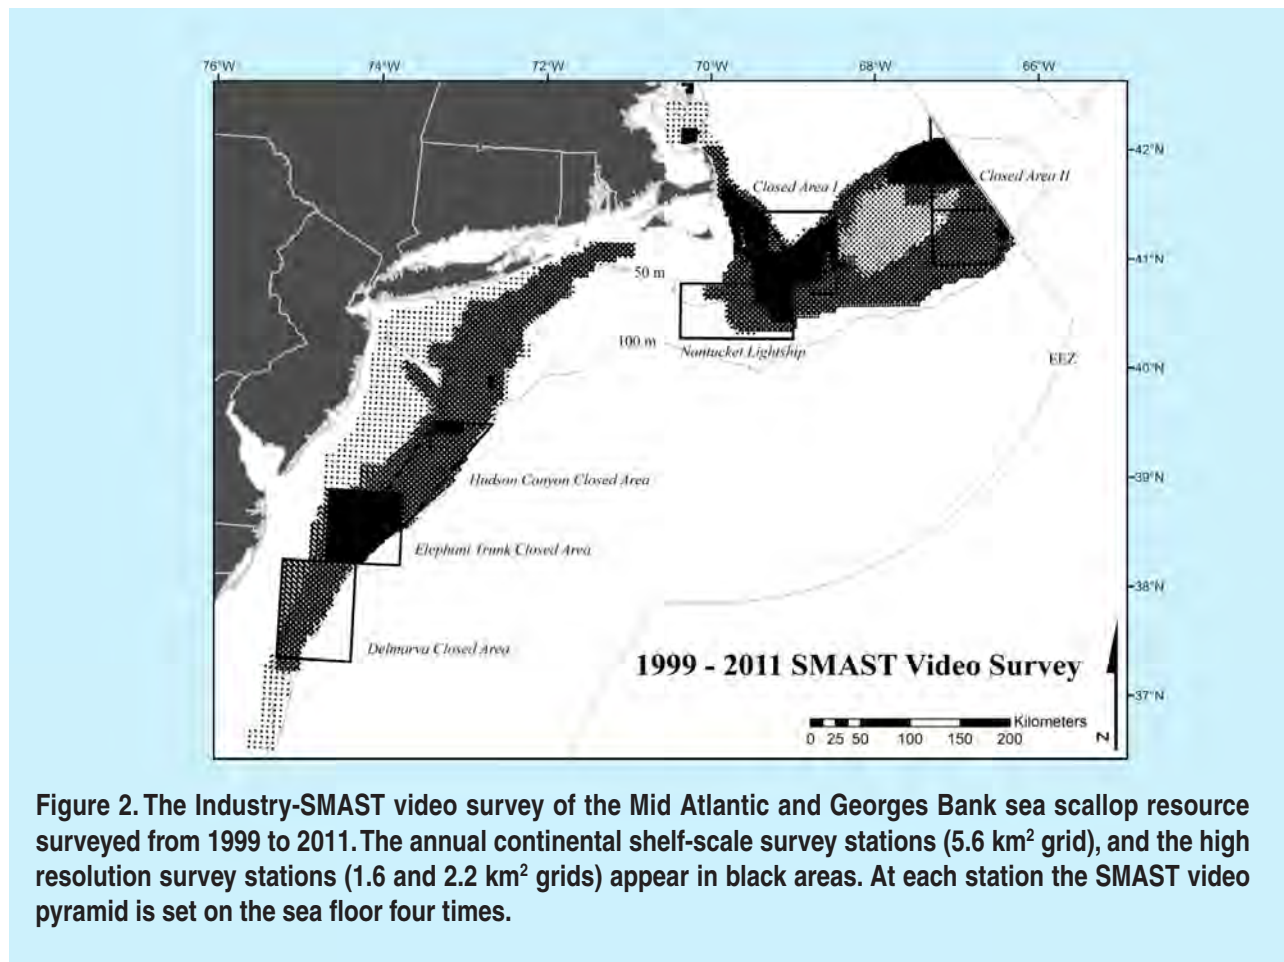 76°W 74°W 72°W 70°W 68°W 66°W
42°N
Closed Area I
Closed Area II
41°N
50 m
100 m
Nantucket Lightship
EEZ
40°N
39°N
Hudson Canyon Closed Area
Elephant Trunk Closed Area
38°N
Delmarva Closed Area
1999 - 2011 SMAST Video Survey
37°N
Kilometers
0 25 50 100 150 200
N
Figure 2. The Industry-SMAST video survey of the Mid Atlantic and Georges Bank sea scallop resource
surveyed from 1999 to 2011. The annual continental shelf-scale survey stations (5.6 km² grid), and the high
resolution survey stations (1.6 and 2.2 km² grids) appear in black areas. At each station the SMAST video
pyramid is set on the sea floor four times.